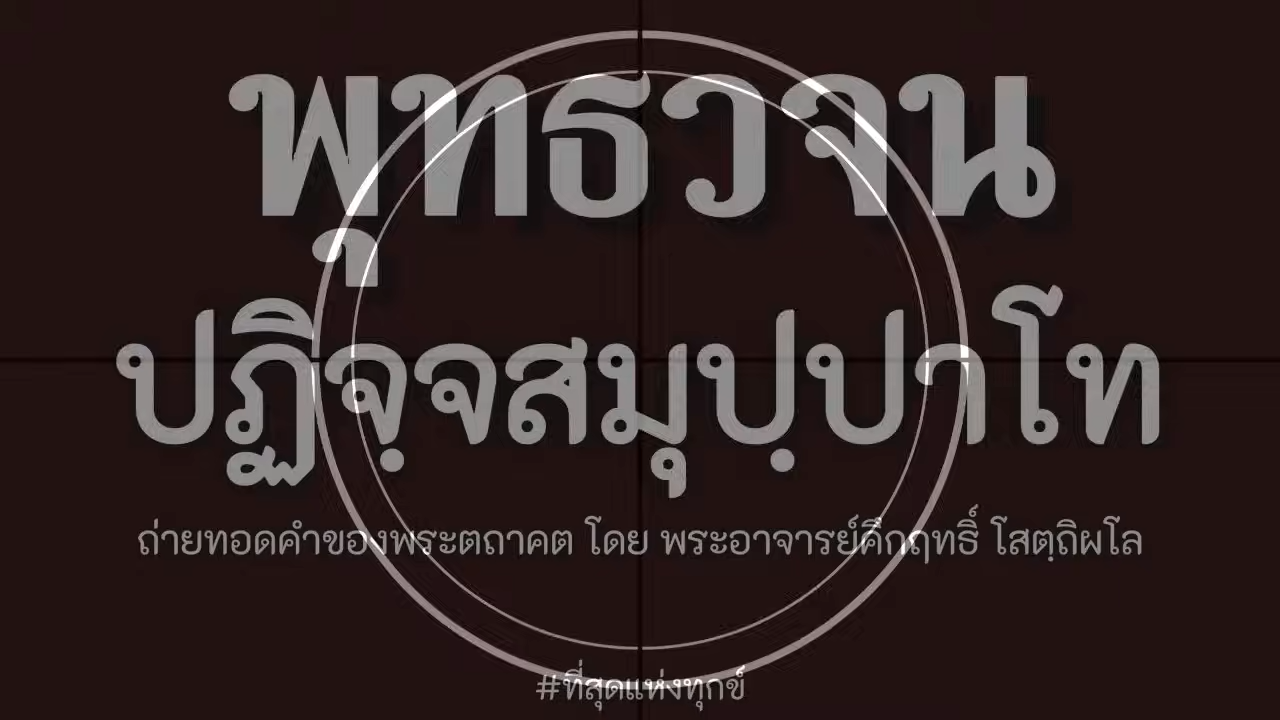 พุทธวจน
ปฏิจฺจสมุปฺปาโท
ถ่ายทอดคำของพระตถาคต โดย พระอาจารย์คึกฤทธิ์ โสตฺถิผโล
#ที่สุดแห่งทุกข์